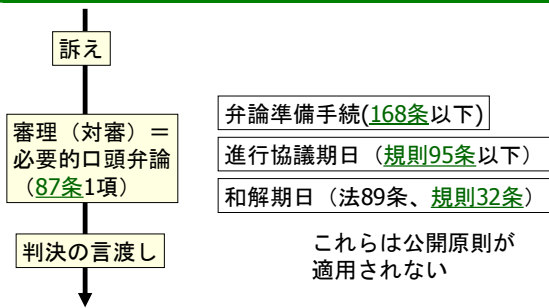 訴え
審理（対審）＝
必要的口頭弁論
（87条1項）
判決の言渡し
弁論準備手続(168条以下)
進行協議期日（規則95条以下）
和解期日（法89条、規則32条）
これらは公開原則が
適用されない